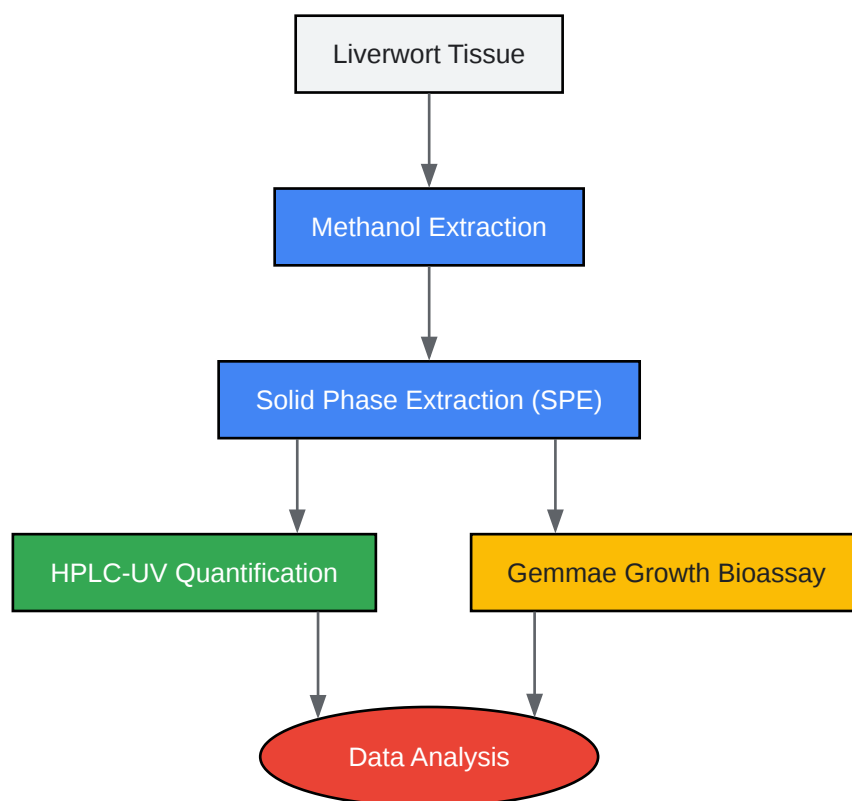 Liverwort Tissue
Methanol Extraction
Solid Phase Extraction (SPE)
HPLC-UV Quantification
Gemmae Growth Bioassay
Data Analysis